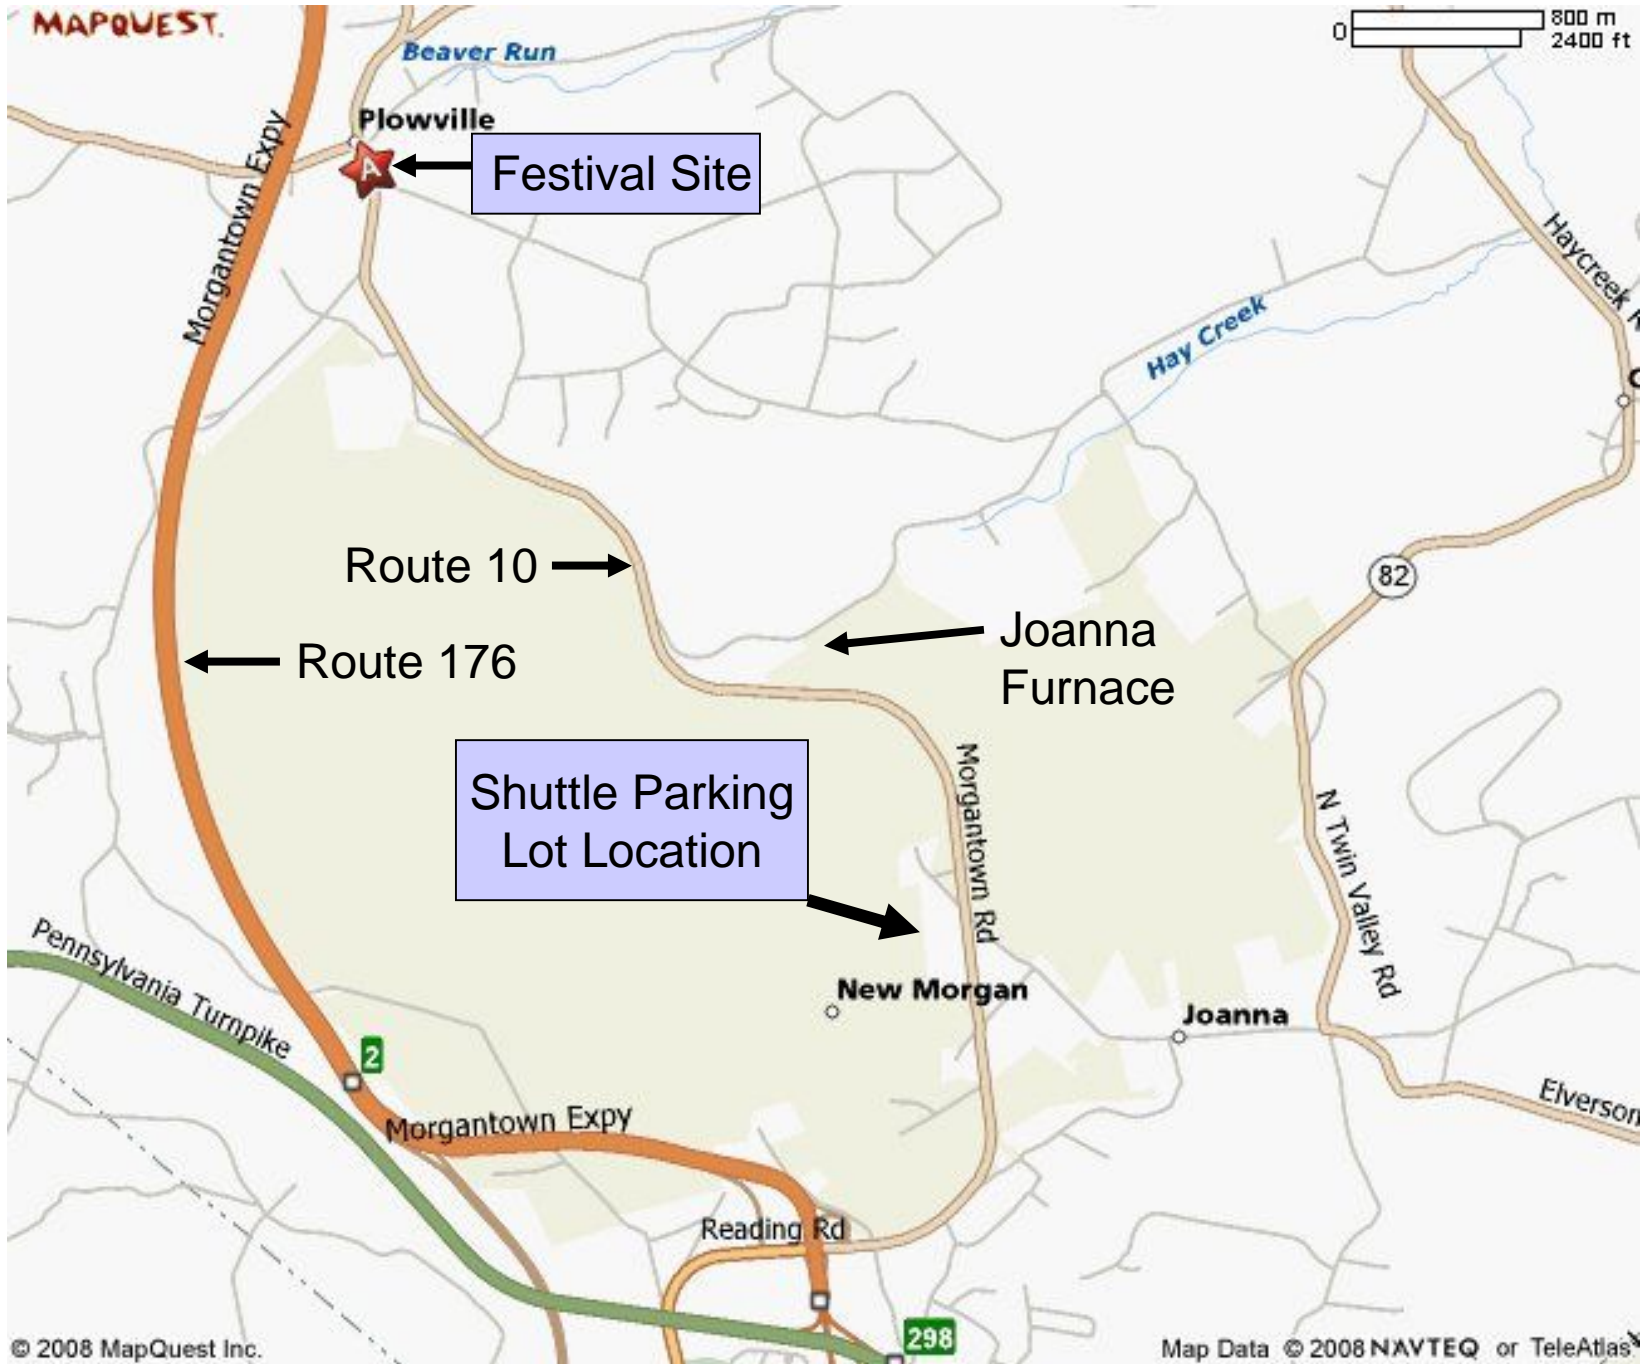 MAPQUEST.
0
800 m
2400 ft
Beaver Run
Plowville
A
Festival Site
Morgantown Expy
Morgantown Expy
Haycreek
Hay Creek
Route 10
82
Joanna
Furnace
Route 176
Shuttle Parking
Lot Location
Morgantown Rd
N Twin Valley Rd
Pennsylvania Turnpike
New Morgan
Joanna
2
Morgantown Expy
Elverson
Reading Rd
298
© 2008 MapQuest Inc.
Map Data © 2008 NAVTEQ or TeleAtlas